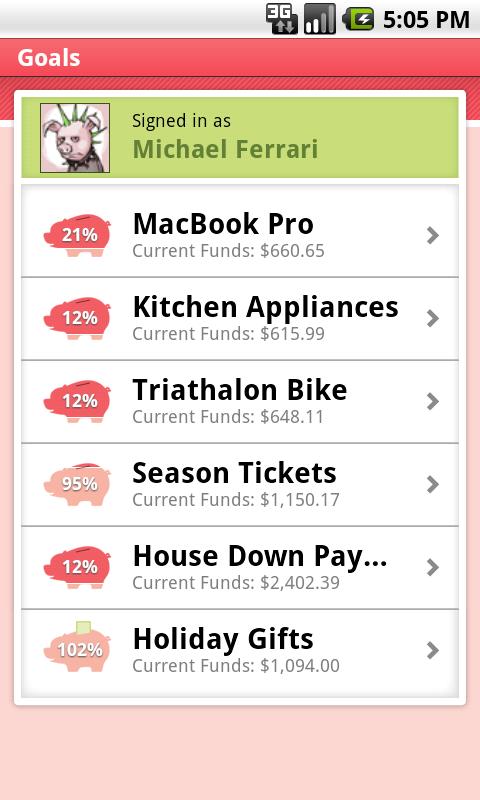 3G 5:05 PM
Goals
Signed in as
Michael Ferrari
21%
MacBook Pro
Current Funds: $660.65
12%
Kitchen Appliances
Current Funds: $615.99
12%
Triathalon Bike
Current Funds: $648.11
95%
Season Tickets
Current Funds: $1,150.17
12%
House Down Pay...
Current Funds: $2,402.39
102%
Holiday Gifts
Current Funds: $1,094.00